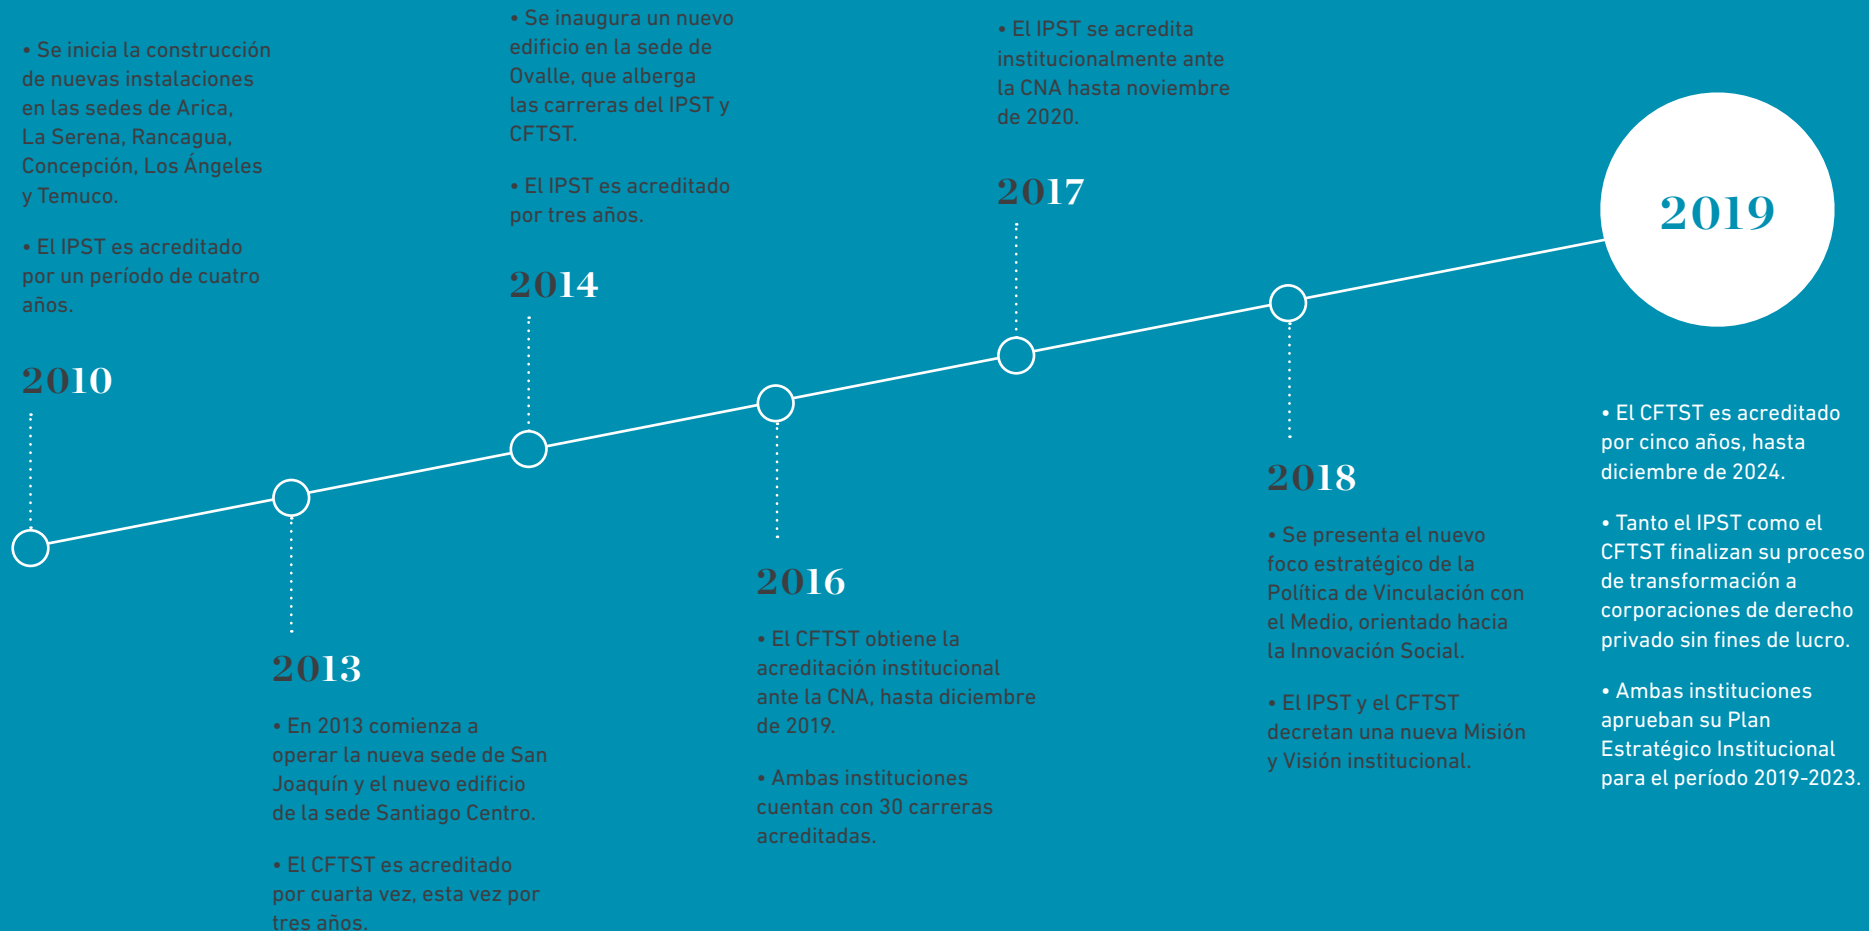 • Se inicia la construcción
de nuevas instalaciones
en las sedes de Arica,
La Serena, Rancagua,
Concepción, Los Ángeles
y Temuco.
• El IPST es acreditado
por un período de cuatro
años.
2010
2013
• En 2013 comienza a
operar la nueva sede de San
Joaquín y el nuevo edificio
de la sede Santiago Centro.
• El CFTST es acreditado
por cuarta vez, esta vez por
tres años.
• Se inaugura un nuevo
edificio en la sede de
Ovalle, que alberga
las carreras del IPST y
CFTST.
• El IPST es acreditado
por tres años.
2014
2016
• El CFTST obtiene la
acreditación institucional
ante la CNA, hasta diciembre
de 2019.
• Ambas instituciones
cuentan con 30 carreras
acreditadas.
• El IPST se acredita
institucionalmente ante
la CNA hasta noviembre
de 2020.
2017
2018
• Se presenta el nuevo
foco estratégico de la
Política de Vinculación con
el Medio, orientado hacia
la Innovación Social.
• El IPST y el CFTST
decretan una nueva Misión
y Visión institucional.
2019
• El CFTST es acreditado
por cinco años, hasta
diciembre de 2024.
• Tanto el IPST como el
CFTST finalizan su proceso
de transformación a
corporaciones de derecho
privado sin fines de lucro.
• Ambas instituciones
aprueban su Plan
Estratégico Institucional
para el período 2019-2023.